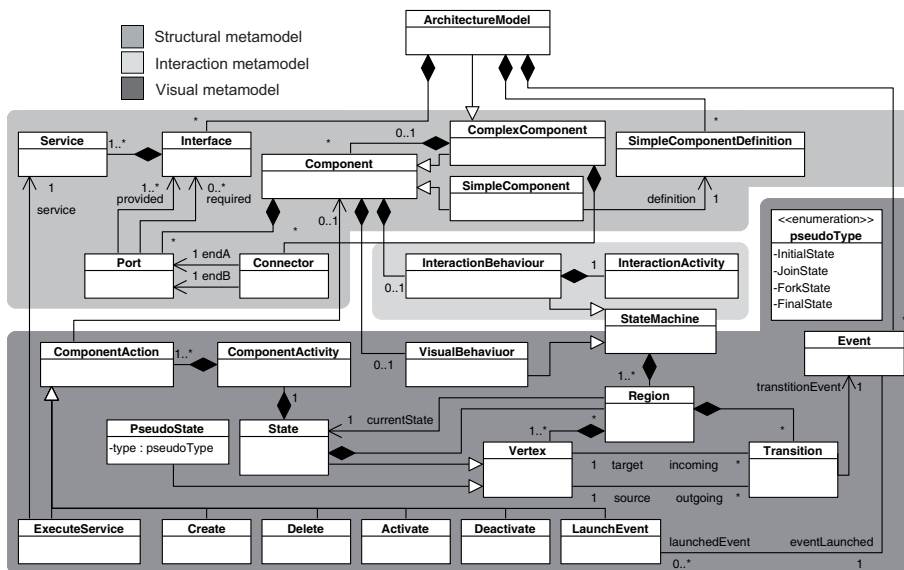 ArchitectureModel
Structural metamodel
Interaction metamodel
Visual metamodel
*
*
*
0..1
Service
1..*
Interface
ComplexComponent
SimpleComponentDefinition
Component
SimpleComponent
1
service
1..*
0..*
provided
required
0..1
definition
1
*
*
Port
1 endA
1 endB
Connector
0..1
InteractionBehaviour
1
InteractionActivity
<<enumeration>>
pseudoType
-InitialState
-JoinState
-ForkState
-FinalState
StateMachine
*
Event
ComponentAction
1..*
ComponentActivity
0..1
VisualBehaviuor
1..*
transtitionEvent
1
1
Region
1
currentState
*
PseudoState
-type : pseudoType
State
1..*
*
Vertex
1
target
incoming
*
Transition
1
source
outgoing
*
ExecuteService
Create
Delete
Activate
Deactivate
LaunchEvent
launchedEvent
eventLaunched
0..*
1